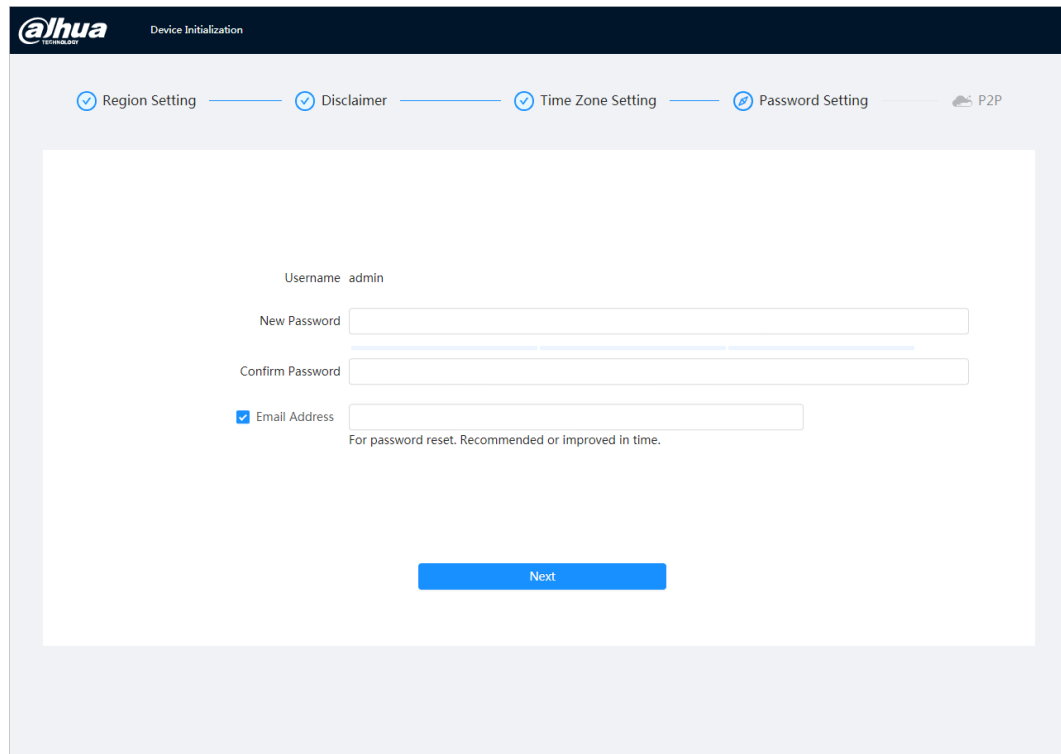 alhua
TECHNOLOGY
Device Initialization
Region Setting
Disclaimer
Time Zone Setting
Password Setting
P2P
Username admin
New Password
Confirm Password
Email Address
For password reset. Recommended or improved in time.
Next